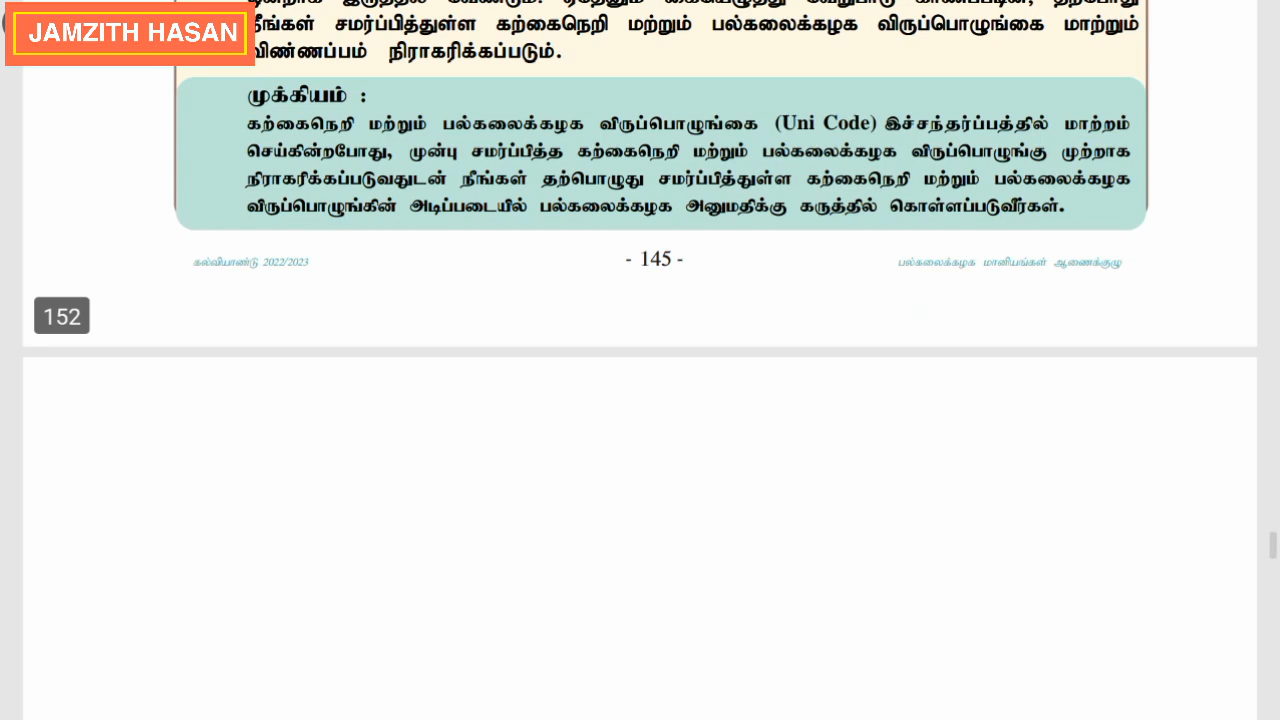 JAMZITH HASAN
நீங்கள் சமர்ப்பித்துள்ள கற்கைநெறி மற்றும் பல்கலைக்கழக விருப்பொழுங்கை மாற்றும்
விண்ணப்பம் நிராகரிக்கப்படும்.
முக்கியம் :
கற்கைநெறி மற்றும் பல்கலைக்கழக விருப்பொழுங்கை (Uni Code) இச்சந்தர்ப்பத்தில் மாற்றம்
செய்கின்றபோது, முன்பு சமர்ப்பித்த கற்கைநெறி மற்றும் பல்கலைக்கழக விருப்பொழுங்கு முற்றாக
நிராகரிக்கப்படுவதுடன் நீங்கள் தற்பொழுது சமர்ப்பித்துள்ள கற்கைநெறி மற்றும் பல்கலைக்கழக
விருப்பொழுங்கின் அடிப்படையில் பல்கலைக்கழக அனுமதிக்கு கருத்தில் கொள்ளப்படுவீர்கள்.
கல்வியாண்டு 2022/2023
- 145 -
பல்கலைக்கழக மானியங்கள் ஆணைக்குழு
152